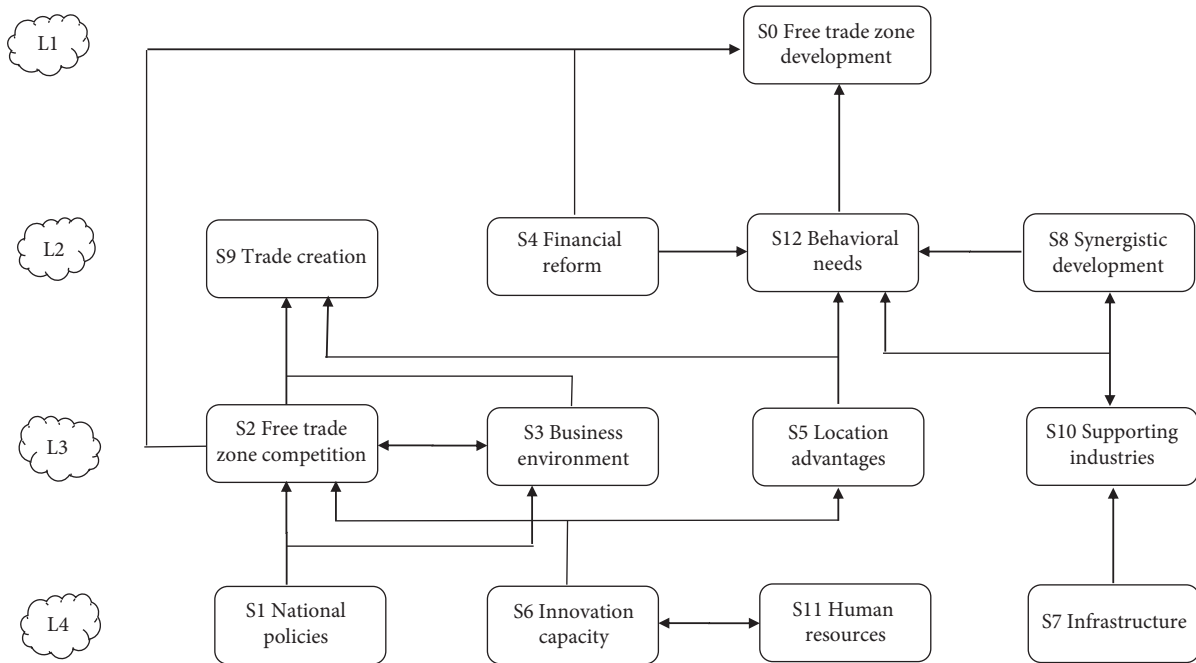 L1
S0 Free trade zone
development
L2
S9 Trade creation
S4 Financial
reform
S12 Behavioral
needs
S8 Synergistic
development
L3
S2 Free trade
zone competition
S3 Business
environment
S5 Location
advantages
S10 Supporting
industries
L4
S1 National
policies
S6 Innovation
capacity
S11 Human
resources
S7 Infrastructure